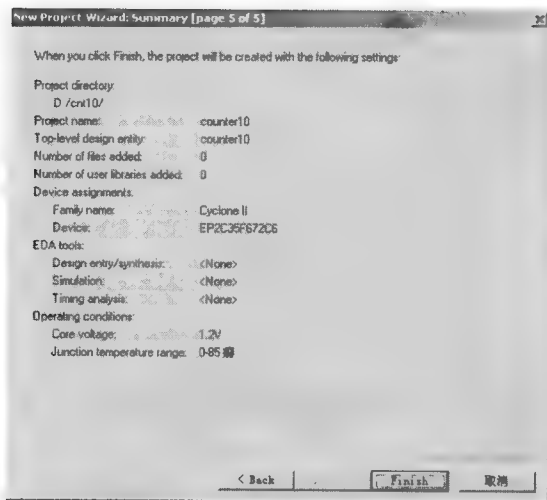 New Project Wizard: Summary [page 5 of 5]
When you click Finish, the project will be created with the following settings:
Project directory:
D:/cnt10/
Project name: counter10
Top-level design entity: counter10
Number of files added: 0
Number of user libraries added: 0
Device assignments:
Family name: Cyclone II
Device: EP2C35F672C6
EDA tools:
Design entry/synthesis: <None>
Simulation: <None>
Timing analysis: <None>
Operating conditions:
Core voltage: 1.2V
Junction temperature range: 0-85
< Back
Finish
取消